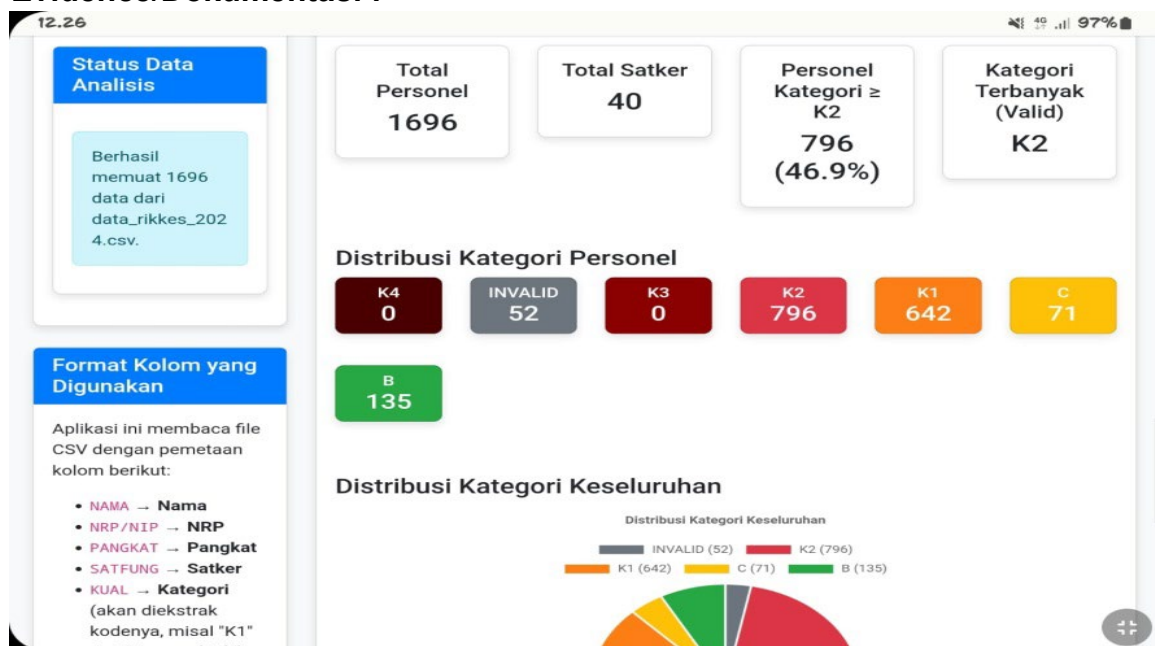 Evidence/Dokumentasi :
12.26
4G
97%
Status Data
Analisis
Berhasil
memuat 1696
data dari
data_rikkes_202
4.csv.
Format Kolom yang
Digunakan
Aplikasi ini membaca file
CSV dengan pemetaan
kolom berikut:
• NAMA → Nama
• NRP/NIP → NRP
• PANGKAT → Pangkat
• SATFUNG → Satker
• KUAL → Kategori
(akan diekstrak
kodenya, misal "K1"
Total
Personel
1696
Total Satker
40
Personel
Kategori ≥
K2
796
(46.9%)
Kategori
Terbanyak
(Valid)
K2
Distribusi Kategori Personel
K4
0
INVALID
52
K3
0
K2
796
K1
642
C
71
B
135
Distribusi Kategori Keseluruhan
Distribusi Kategori Keseluruhan
INVALID (52) K2 (796)
K1 (642) C (71) B (135)